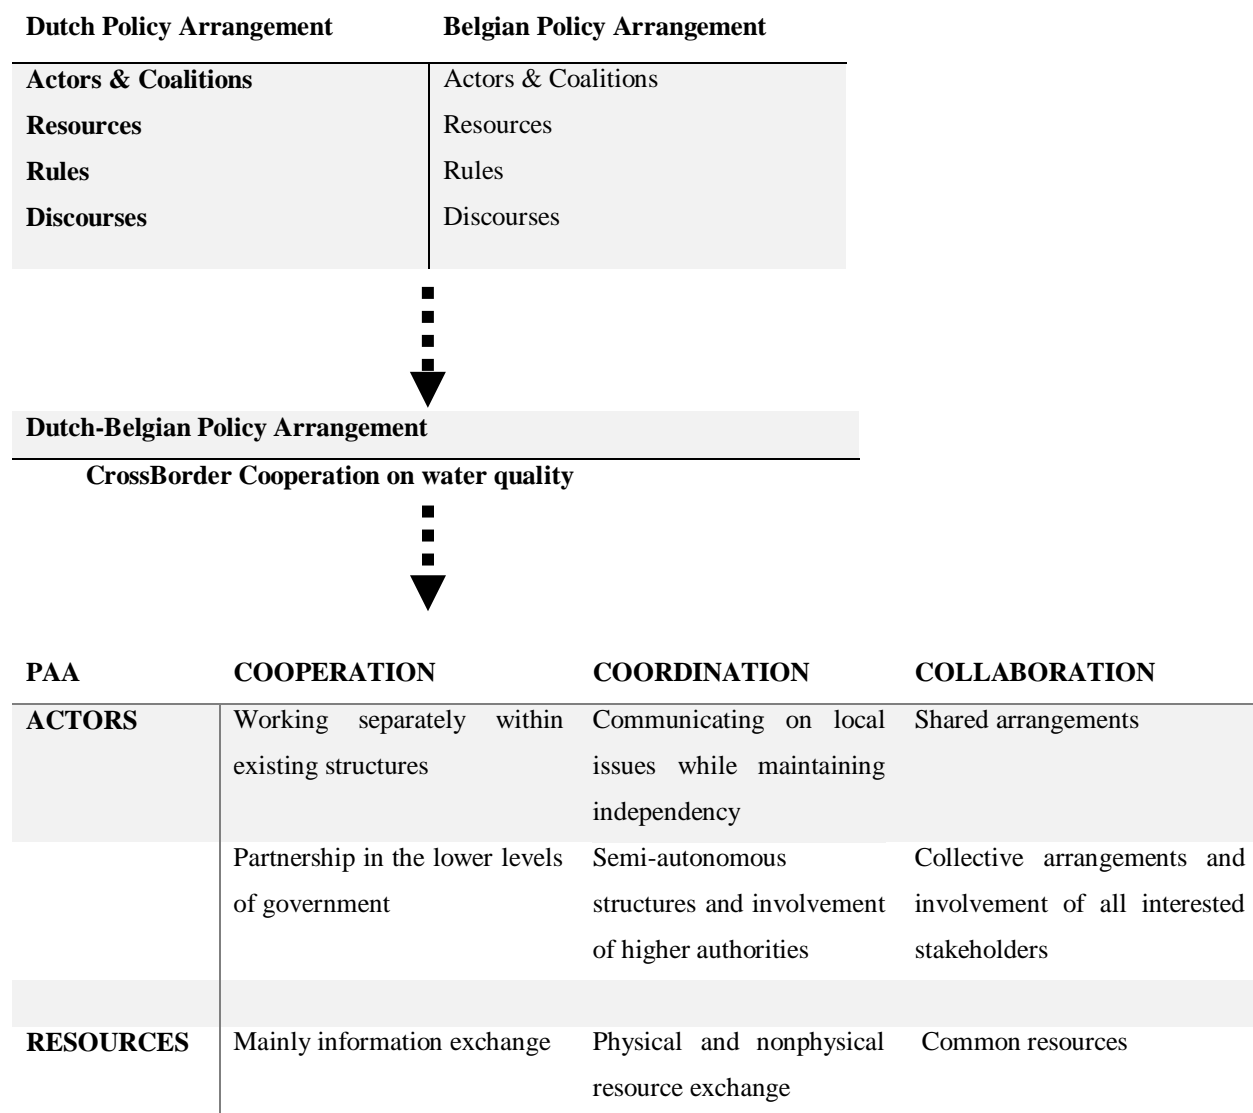 Dutch Policy Arrangement Belgian Policy Arrangement
Actors & Coalitions Actors & Coalitions
Resources Resources
Rules Rules
Discourses Discourses
Dutch-Belgian Policy Arrangement
CrossBorder Cooperation on water quality
PAA COOPERATION COORDINATION COLLABORATION
ACTORS Working separately within Communicating on local Shared arrangements
existing structures issues while maintaining
independency
Partnership in the lower levels Semi-autonomous Collective arrangements and
of government structures and involvement involvement of all interested
of higher authorities stakeholders
RESOURCES Mainly information exchange Physical and nonphysical Common resources
resource exchange